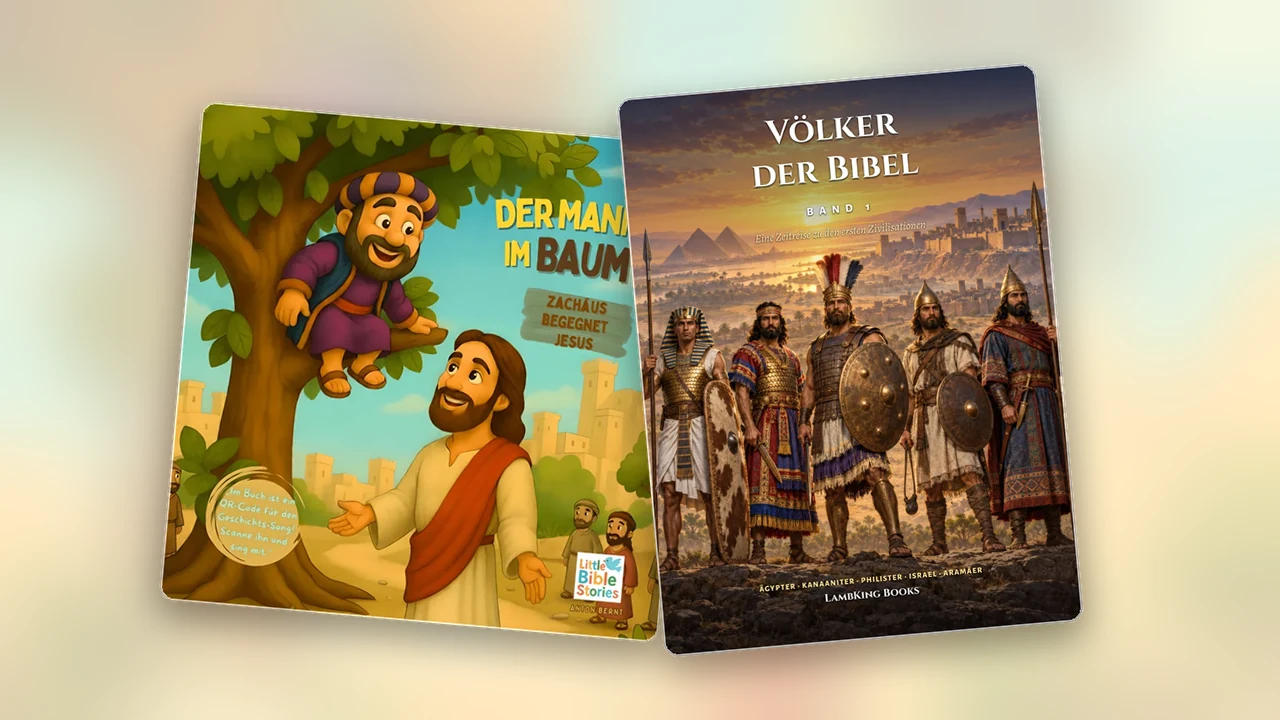 DER MAN
IM BAUM
ZACHÄUS
BEGEGNET
JESUS
Im Buch ist ein
QR-Code für den
Geschichts-Song!
Scanne ihn und
sing mit.
Little
Bible
Stories
ANTON BERNT
VÖLKER
DER BIBEL
BAND 1
Eine Zeitreise zu den ersten Zivilisationen
ÄGYPTER · KANAANITER · PHILISTER · ISRAEL · ARAMÄER
LAMBKING BOOKS